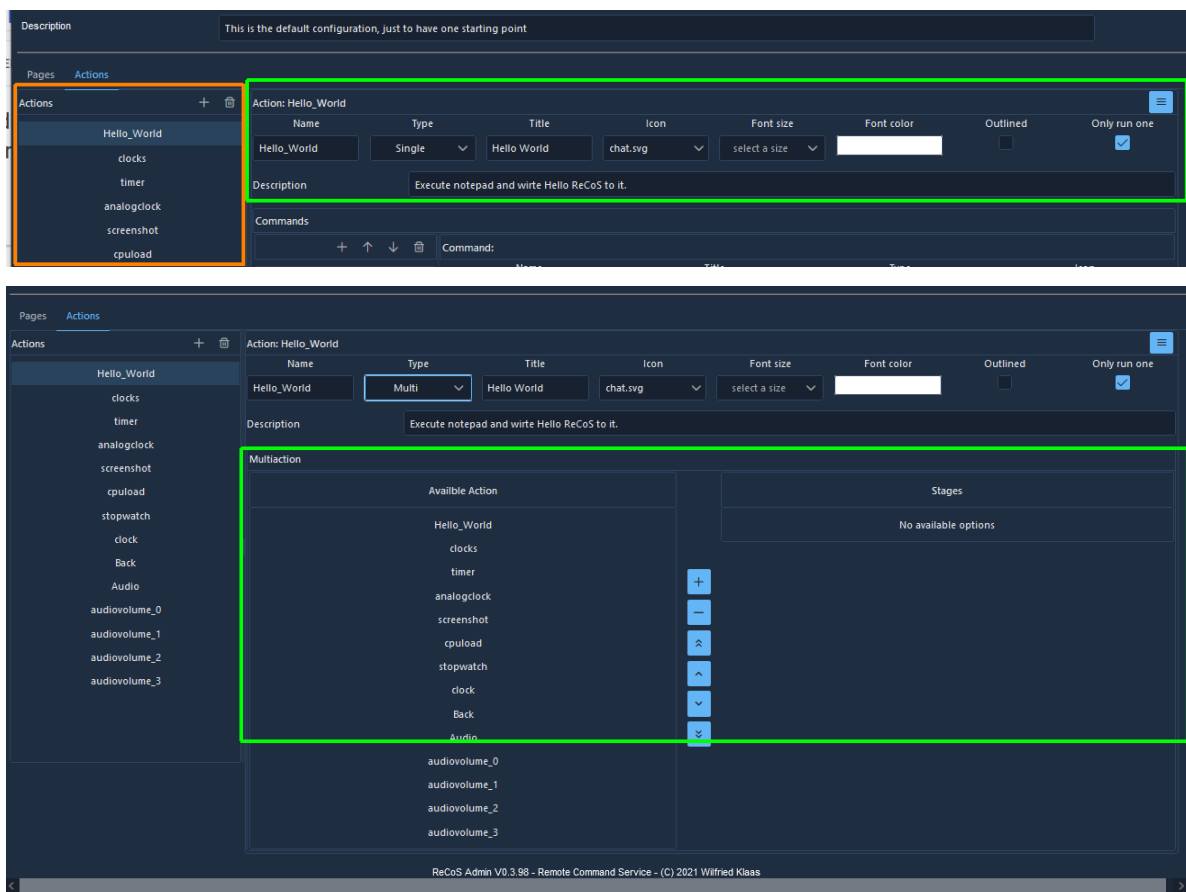 Description This is the default configuration, just to have one starting point
Pages Actions
Actions
Hello_World
clocks
timer
analogclock
screenshot
cpuload
Action: Hello_World
Name Type Title Icon Font size Font color Outlined Only run one
Hello_World Single Hello World chat.svg select a size
Description Execute notepad and wirte Hello ReCoS to it.
Commands
Command:
Name Title Type Icon
Pages Actions
Actions
Hello_World
clocks
timer
analogclock
screenshot
cpuload
stopwatch
clock
Back
Audio
audiovolume_0
audiovolume_1
audiovolume_2
audiovolume_3
Action: Hello_World
Name Type Title Icon Font size Font color Outlined Only run one
Hello_World Multi Hello World chat.svg select a size
Description Execute notepad and wirte Hello ReCoS to it.
Multiaction
Availble Action
Hello_World
clocks
timer
analogclock
screenshot
cpuload
stopwatch
clock
Back
Audio
audiovolume_0
audiovolume_1
audiovolume_2
audiovolume_3
Stages
No available options
ReCoS Admin V0.3.98 - Remote Command Service - (C) 2021 Wilfried Klaas